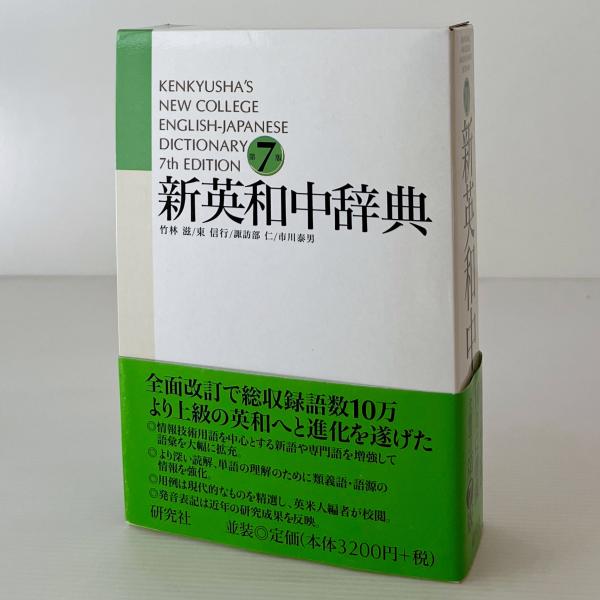 KENKYUSHA'S
NEW COLLEGE
ENGLISH-JAPANESE
DICTIONARY
7th EDITION
第7版
新英和中辞典
竹林 滋/東 信行/諏訪部 仁/市川泰男
全面改訂で総収録語数10万
より上級の英和へと進化を遂げた
◎情報技術用語を中心とする新語や専門語を増強して
語彙を大幅に拡充。
◎より深い読解、単語の理解のために類義語・語源の
情報を強化。
◎用例は現代的なものを精選し、英米人編者が校閲。
◎発音表記は近年の研究成果を反映。
研究社 並装◎定価(本体3200円+税)
7
新英和中